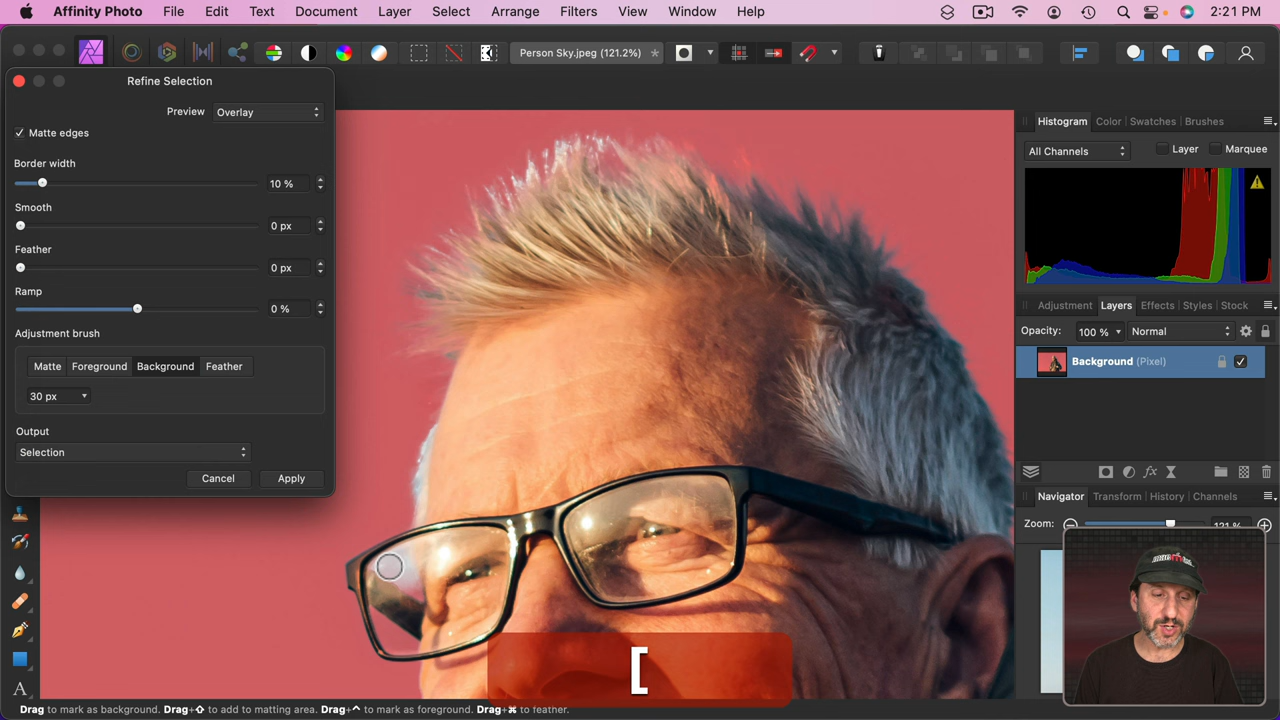 Affinity Photo File Edit Text Document Layer Select Arrange Filters View Window Help 2:21 PM
Person Sky.jpeg (121.2%)
Refine Selection
Preview Overlay
Matte edges
Border width
10 %
Smooth
0 px
Feather
0 px
Ramp
0 %
Adjustment brush
Matte Foreground Background Feather
30 px
Output
Selection
Cancel Apply
Histogram Color Swatches Brushes
All Channels Layer Marquee
Adjustment Layers Effects Styles Stock
Opacity: 100 % Normal
Background (Pixel)
fx
Navigator Transform History Channels
Zoom: 121 %
[
A
Drag to mark as background. Drag+⇧ to add to matting area. Drag+^ to mark as foreground. Drag+⌘ to feather.